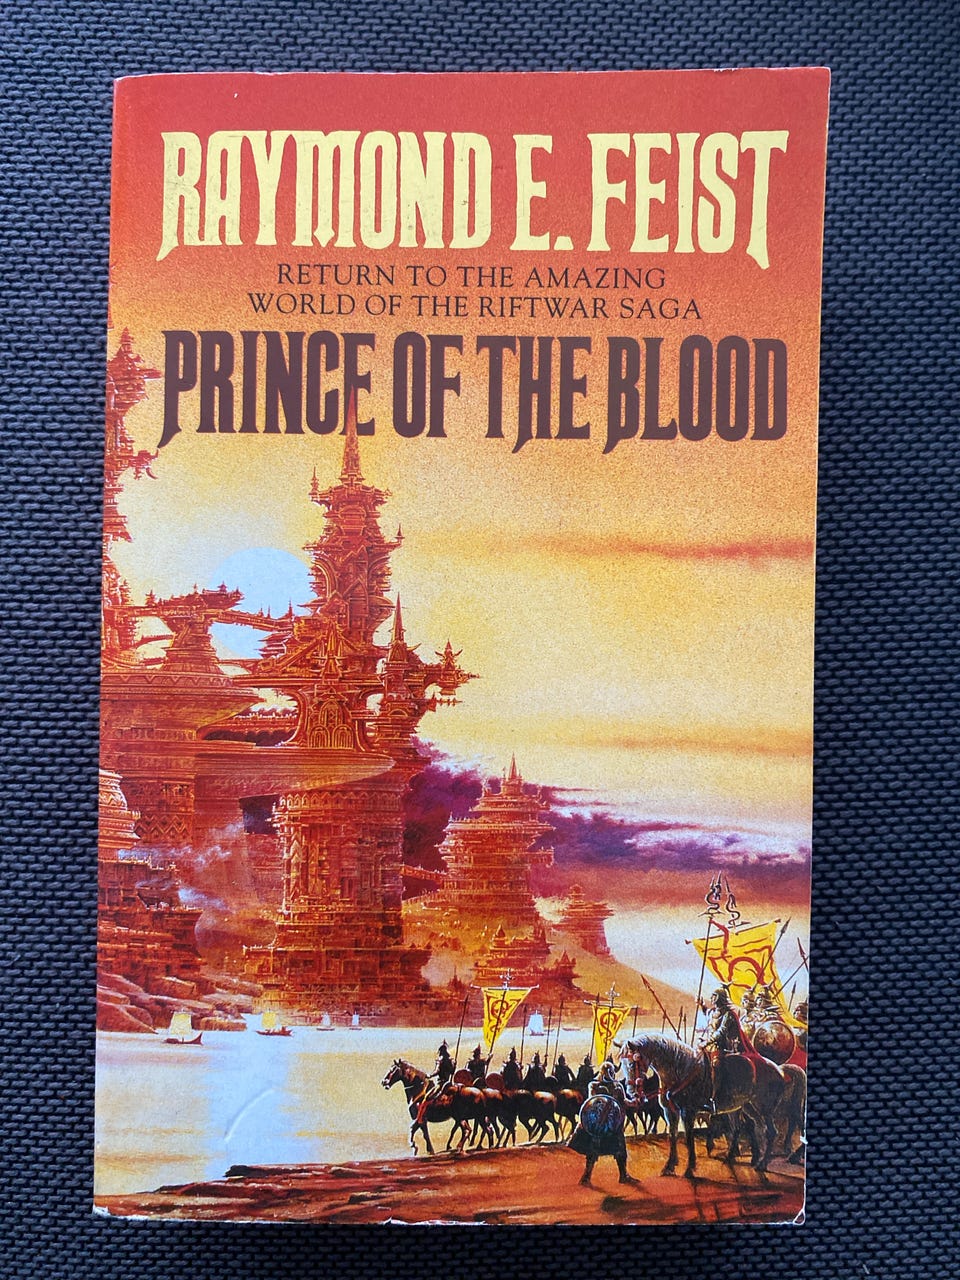 RAYMOND E. FEIST
RETURN TO THE AMAZING
WORLD OF THE RIFTWAR SAGA
PRINCE OF THE BLOOD